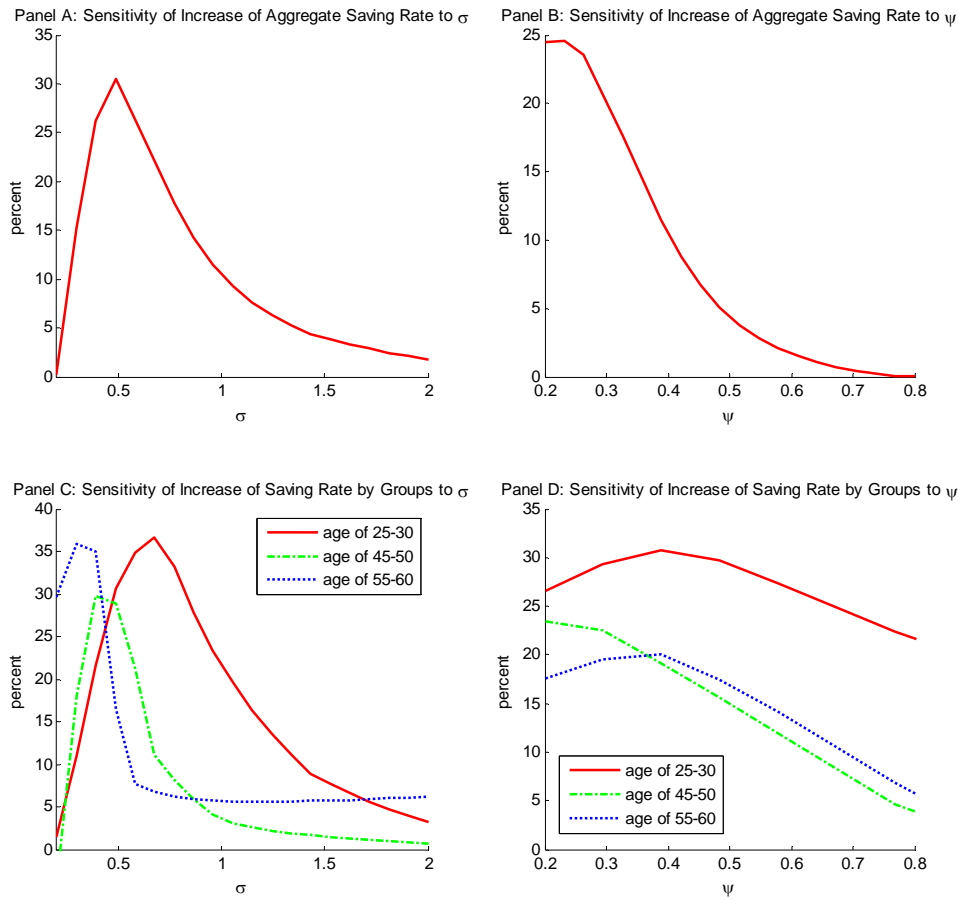 Panel A: Sensitivity of Increase of Aggregate Saving Rate to σ
35
30
25
20
15
10
5
0
percent
0.5
1
1.5
2
σ
Panel B: Sensitivity of Increase of Aggregate Saving Rate to ψ
25
20
15
10
5
0
percent
0.2
0.3
0.4
0.5
0.6
0.7
0.8
ψ
Panel C: Sensitivity of Increase of Saving Rate by Groups to σ
40
35
30
25
20
15
10
5
0
percent
age of 25-30
age of 45-50
age of 55-60
0.5
1
1.5
2
σ
Panel D: Sensitivity of Increase of Saving Rate by Groups to ψ
35
30
25
20
15
10
5
0
percent
age of 25-30
age of 45-50
age of 55-60
0.2
0.3
0.4
0.5
0.6
0.7
0.8
ψ